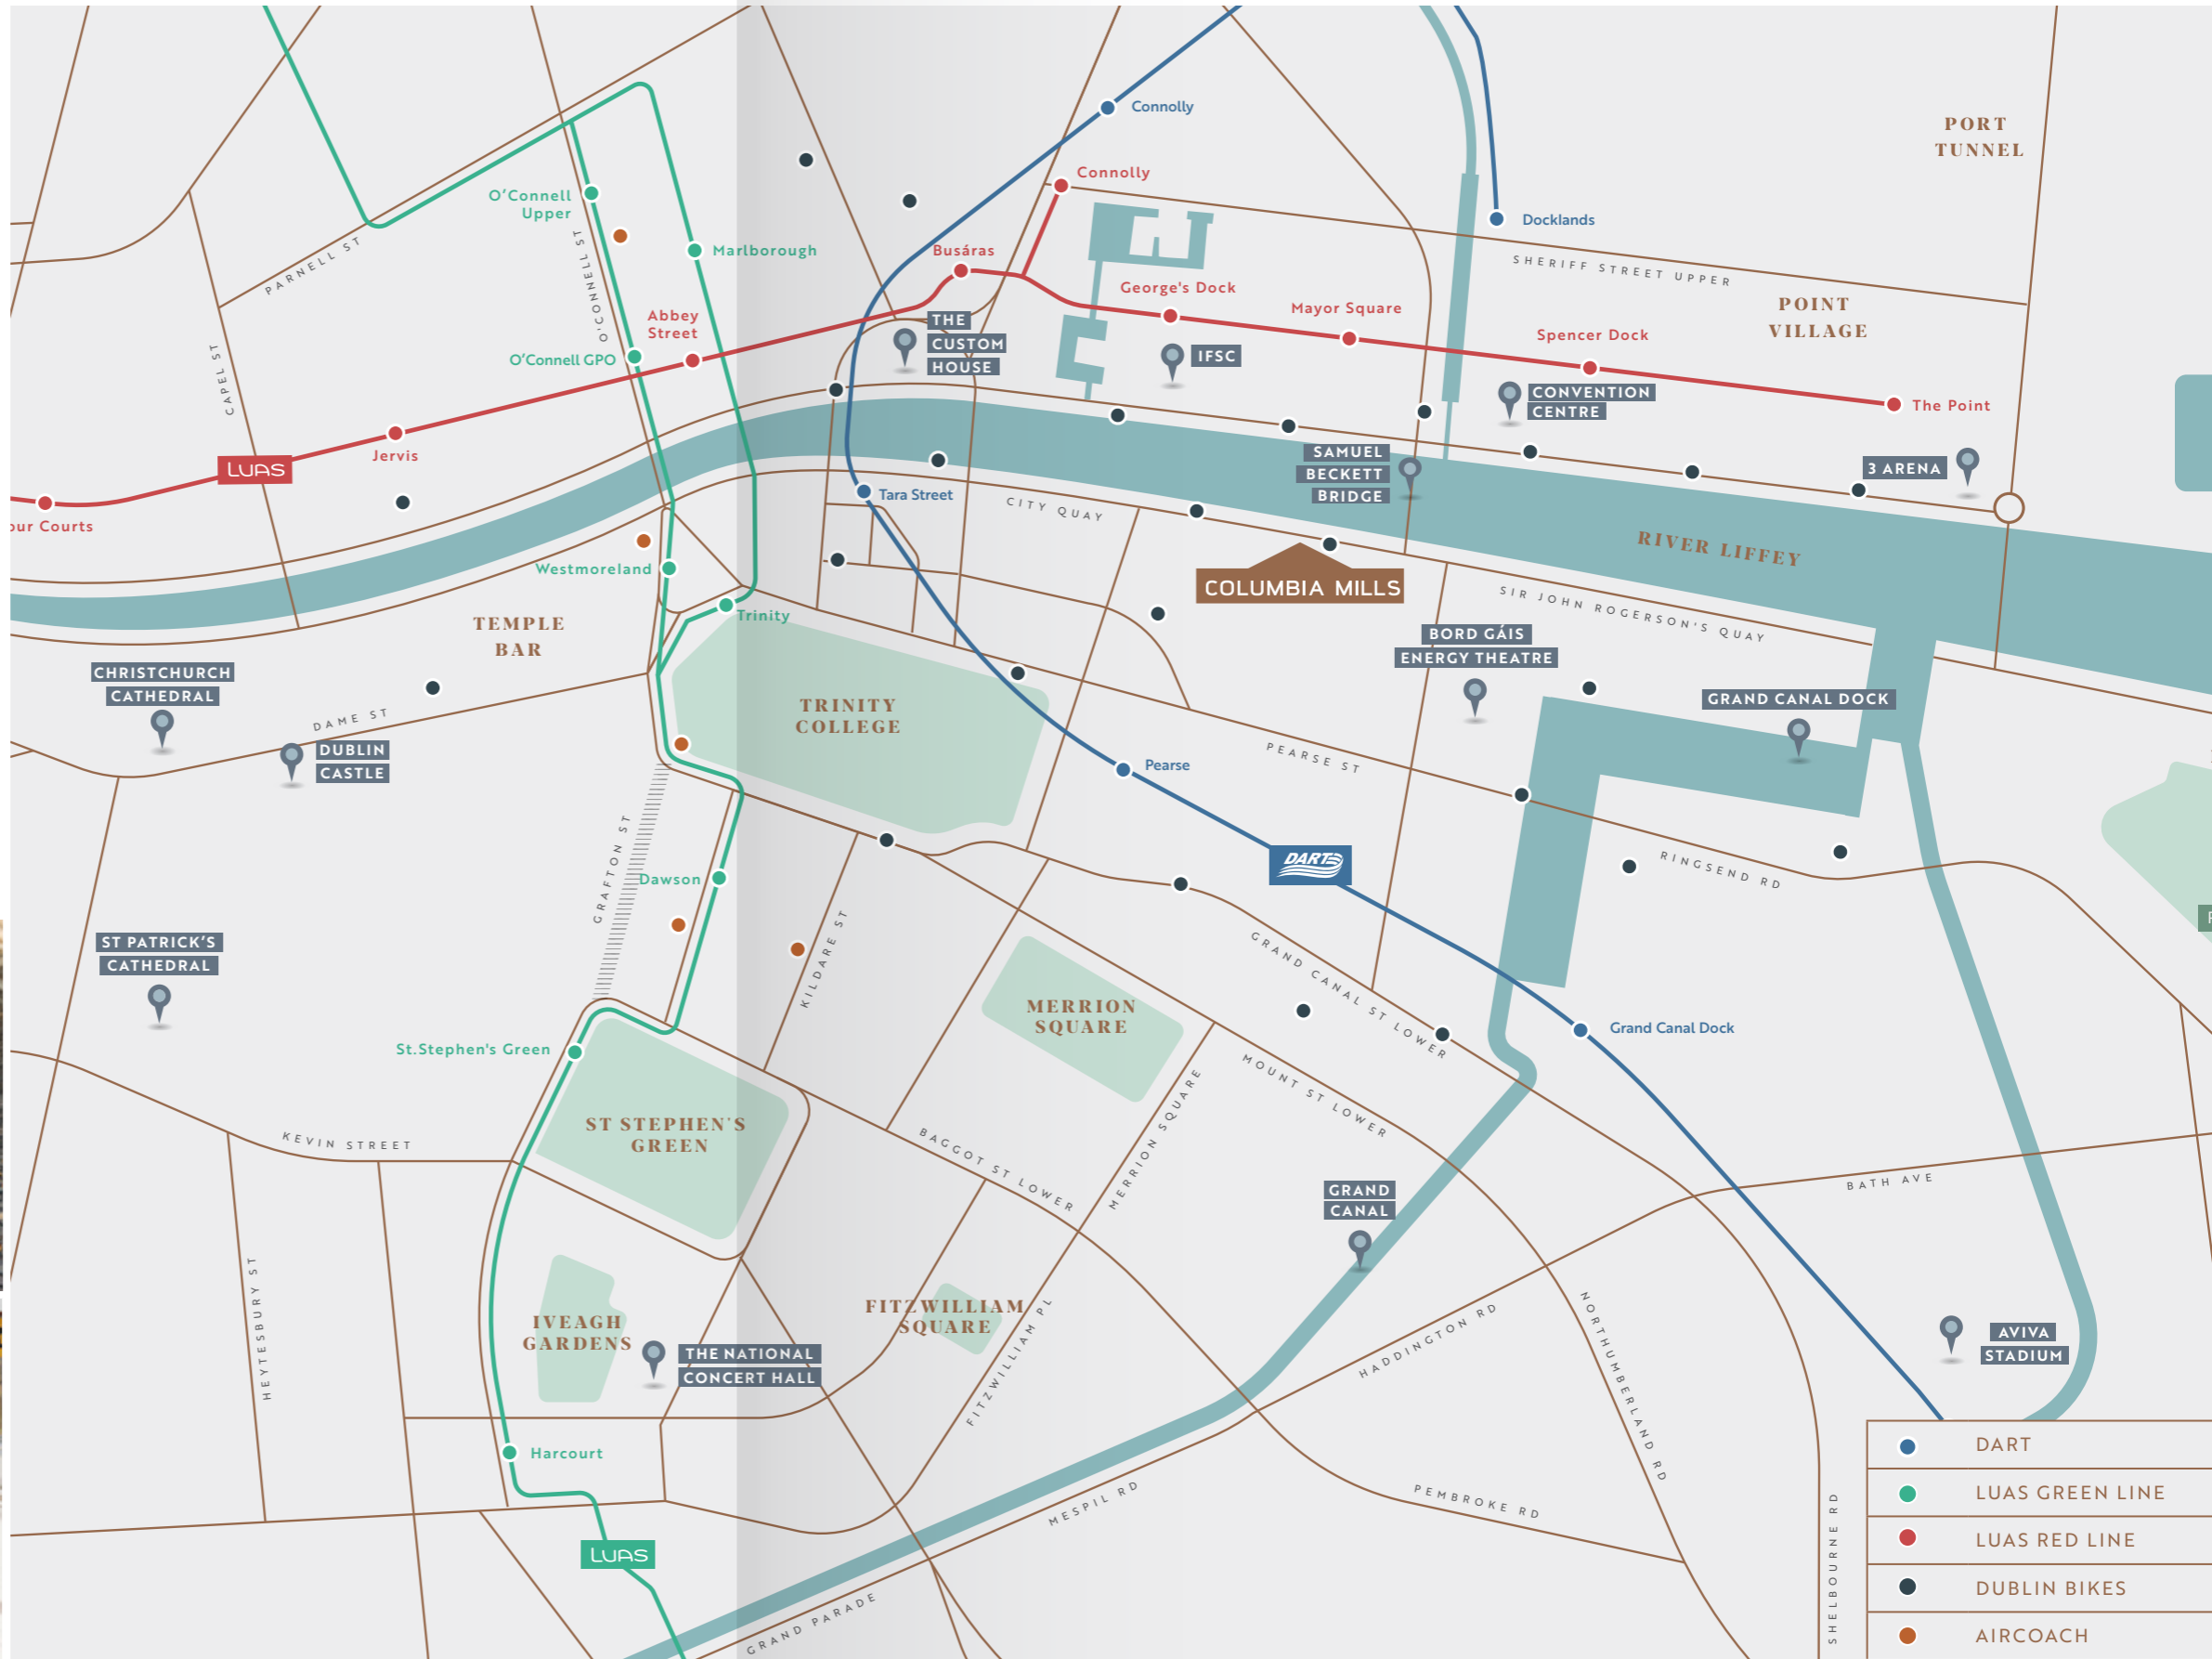 Connolly
PORT
TUNNEL
Connolly
O'Connell
Upper
Docklands
Marlborough
Busáras
PARNELL ST
O'CONNELL ST
SHERIFF STREET UPPER
George's Dock
POINT
VILLAGE
Mayor Square
Abbey
Street
THE
CUSTOM
HOUSE
Spencer Dock
O'Connell GPO
IFSC
CAPEL ST
CONVENTION
CENTRE
The Point
Jervis
SAMUEL
BECKETT
BRIDGE
LUAS
3 ARENA
Tara Street
CITY QUAY
our Courts
RIVER LIFFEY
Westmoreland
COLUMBIA MILLS
SIR JOHN ROGERSON'S QUAY
Trinity
TEMPLE
BAR
BORD GÁIS
ENERGY THEATRE
CHRISTCHURCH
CATHEDRAL
GRAND CANAL DOCK
TRINITY
COLLEGE
DAME ST
DUBLIN
CASTLE
PEARSE ST
Pearse
GRAFTON ST
DART
RINGSEND RD
Dawson
ST PATRICK'S
CATHEDRAL
KILDARE ST
GRAND CANAL ST LOWER
MERRION
SQUARE
Grand Canal Dock
St.Stephen's Green
MOUNT ST LOWER
ST STEPHEN'S
GREEN
KEVIN STREET
MERRION SQUARE
BAGGOT ST LOWER
BATH AVE
GRAND
CANAL
HEYTESBURY ST
FITZWILLIAM
SQUARE
IVEAGH
GARDENS
FITZWILLIAM PL
HADDINGTON RD
NORTHUMBERLAND RD
AVIVA
STADIUM
THE NATIONAL
CONCERT HALL
Harcourt
MESPIL RD
PEMBROKE RD
SHELBOURNE RD
LUAS
GRAND PARADE
DART
LUAS GREEN LINE
LUAS RED LINE
DUBLIN BIKES
AIRCOACH